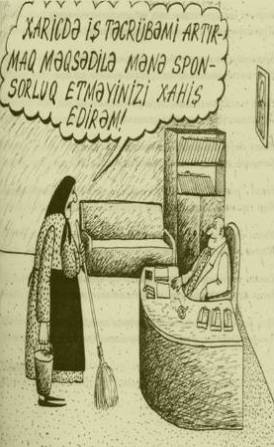 XARİCDƏ İŞ TƏCRÜBƏMİ ARTIR-
MAQ MƏQSƏDİLƏ MƏNƏ SPON-
SORLUQ ETMƏYİNİZİ XAHİŞ
EDİRƏM!